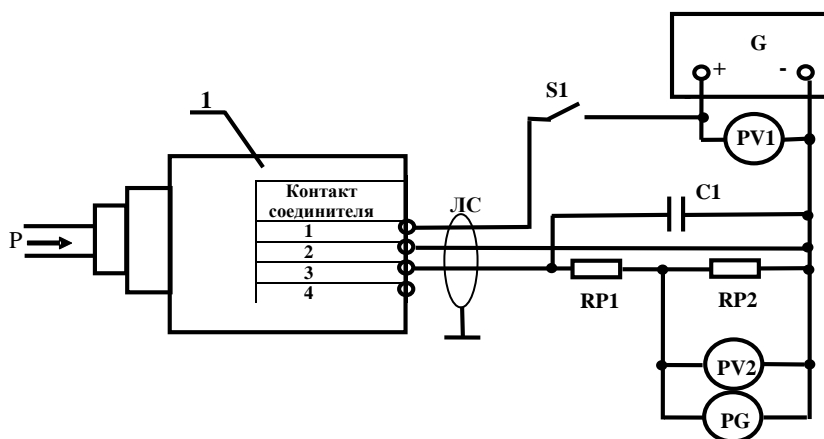 G
+ -
S1
1
PV1
Контакт
соединителя
ЛС
C1
P
1
2
3
4
RP1
RP2
PV2
PG